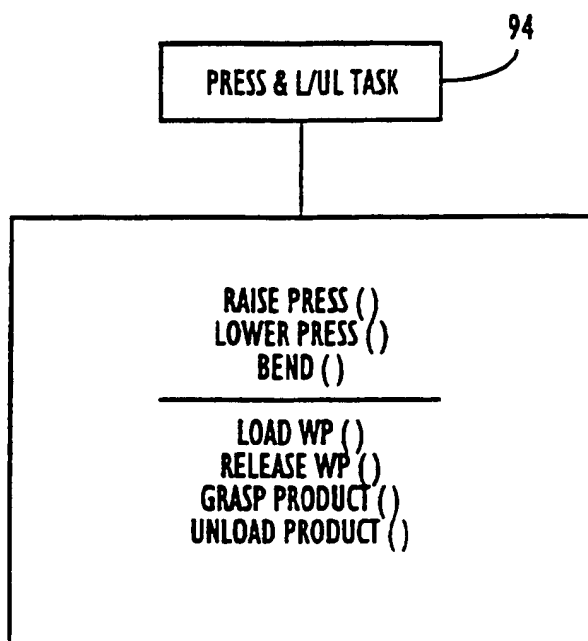 94
PRESS & L/UL TASK
RAISE PRESS ()
LOWER PRESS ()
BEND ()
LOAD WP ()
RELEASE WP ()
GRASP PRODUCT ()
UNLOAD PRODUCT ()